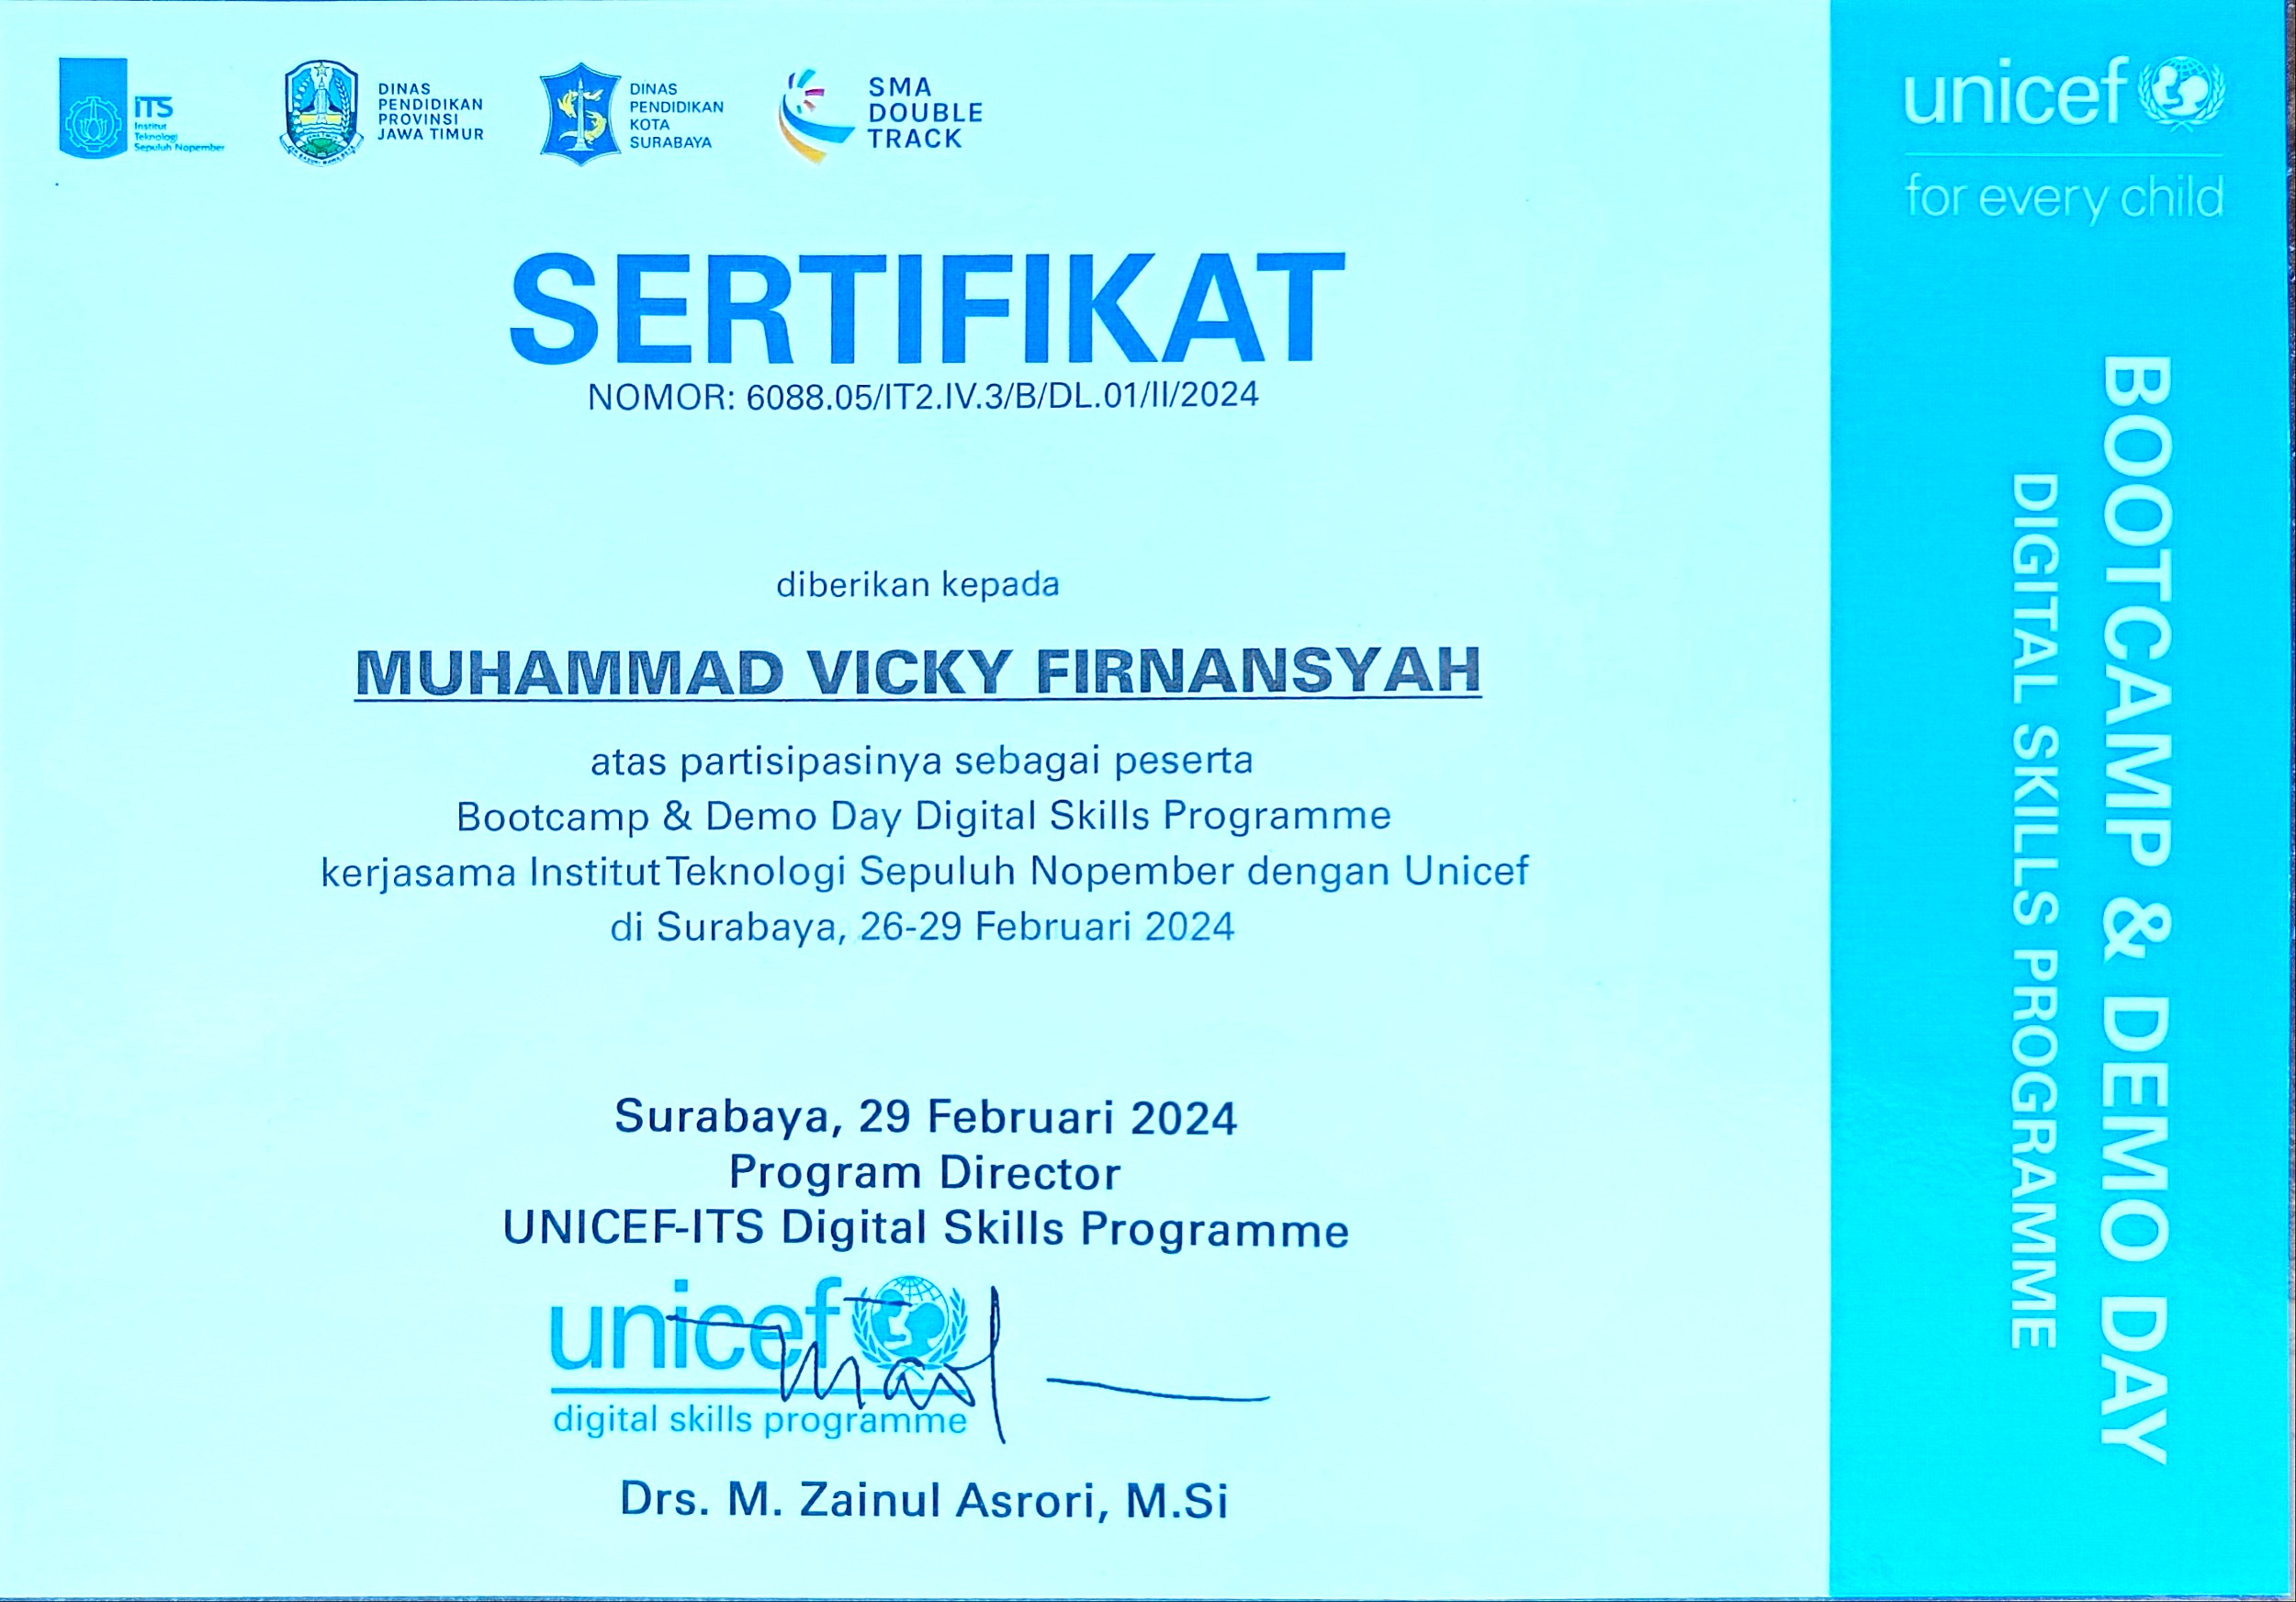 iTS
Institut
Teknologi
Sepuluh Nopember
DINAS
PENDIDIKAN
PROVINSI
JAWA TIMUR
DINAS
PENDIDIKAN
KOTA
SURABAYA
SMA
DOUBLE
TRACK
unicef
for every child
SERTIFIKAT
NOMOR: 6088.05/IT2.IV.3/B/DL.01/II/2024
diberikan kepada
MUHAMMAD VICKY FIRNANSYAH
atas partisipasinya sebagai peserta
Bootcamp & Demo Day Digital Skills Programme
kerjasama Institut Teknologi Sepuluh Nopember dengan Unicef
di Surabaya, 26-29 Februari 2024
Surabaya, 29 Februari 2024
Program Director
UNICEF-ITS Digital Skills Programme
unicef
digital skills programme
Drs. M. Zainul Asrori, M.Si
BOOTCAMP & DEMO DAY
DIGITAL SKILLS PROGRAMME